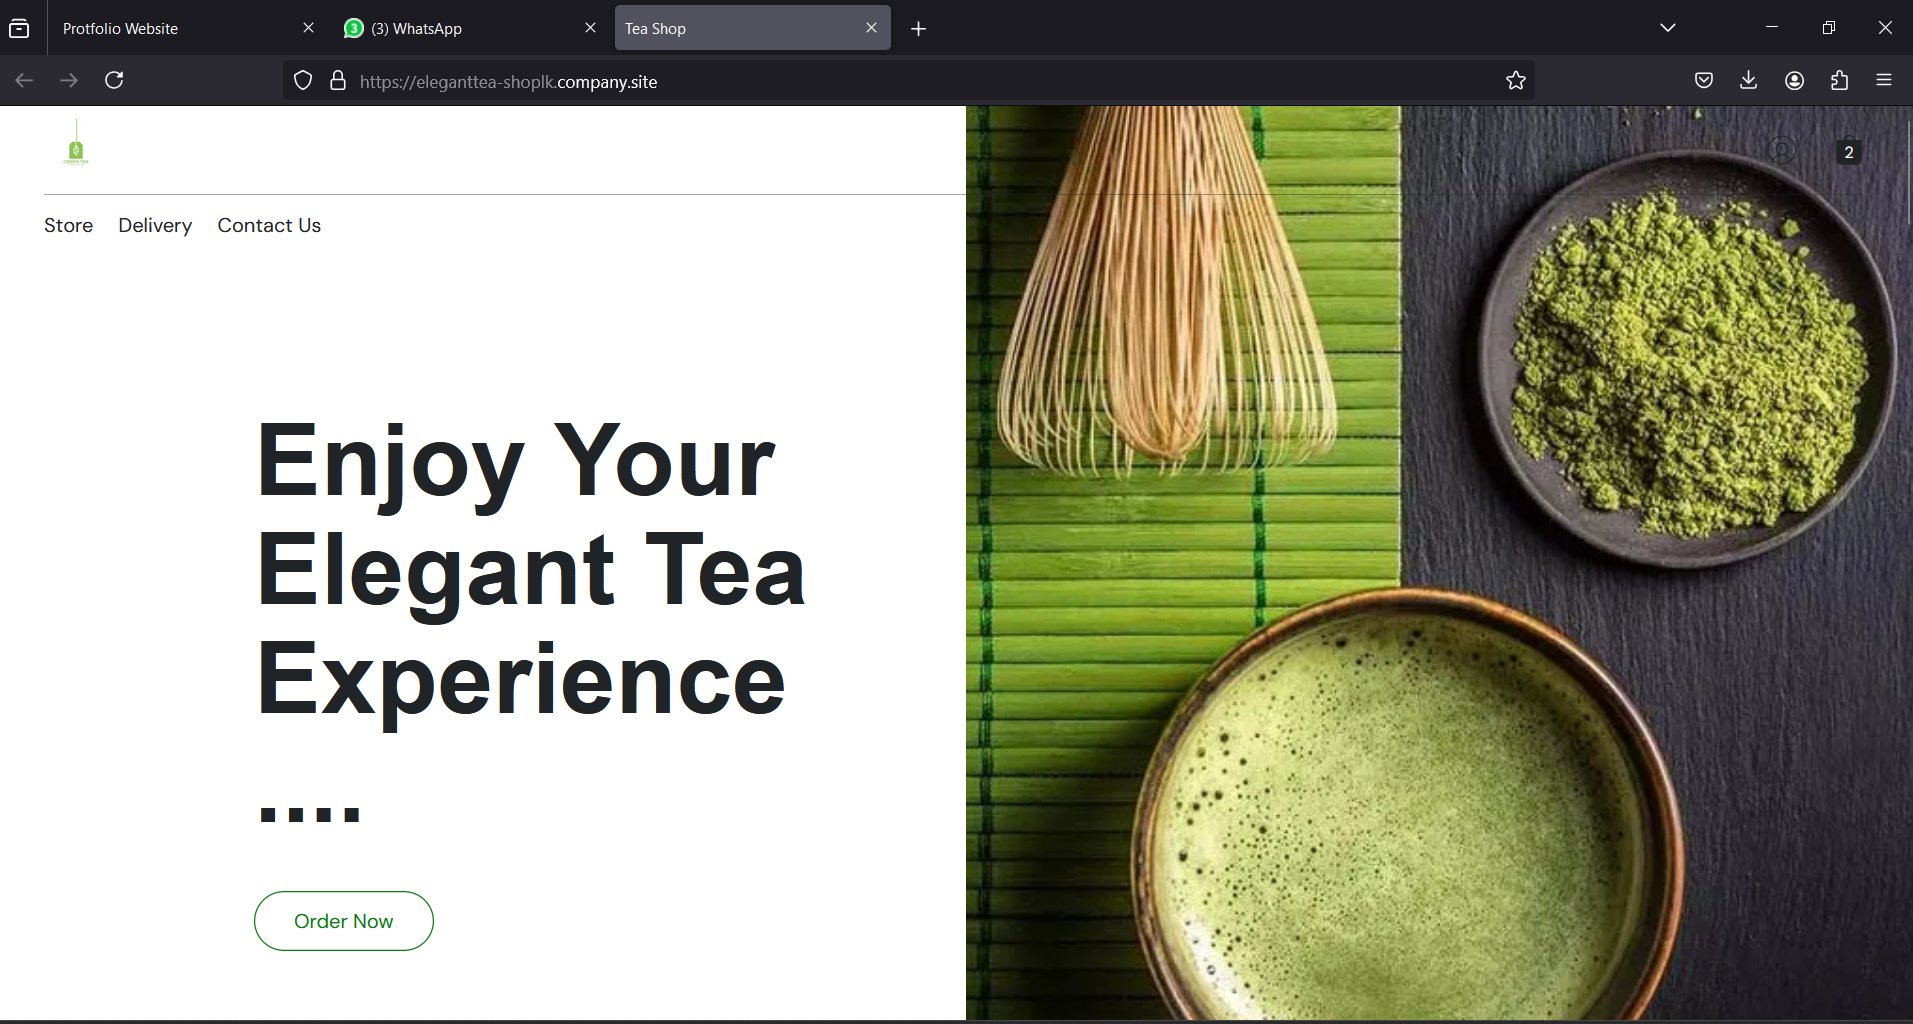 Protfolio Website
3 (3) WhatsApp
Tea Shop
https://eleganttea-shoplk.company.site
GREEN TEA
2
Store Delivery Contact Us
Enjoy Your
Elegant Tea
Experience
....
Order Now